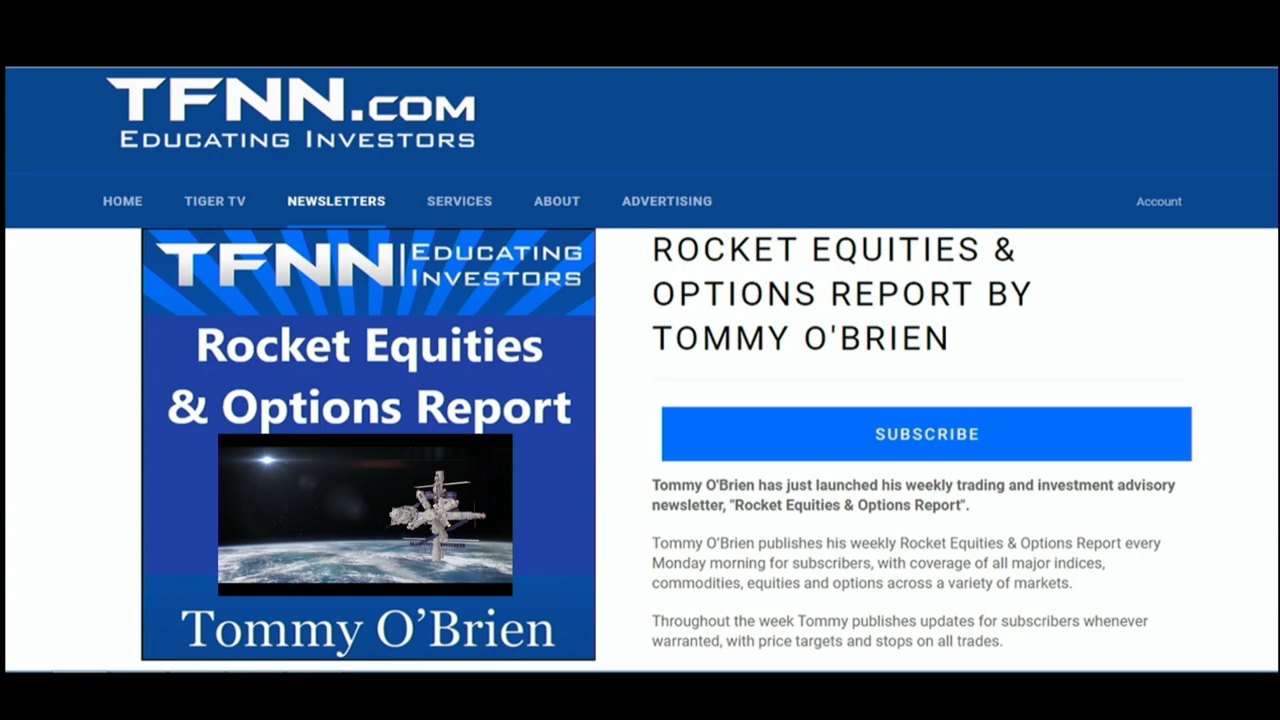 TFNN.COM
EDUCATING INVESTORS
HOME TIGER TV NEWSLETTERS SERVICES ABOUT ADVERTISING Account
TFNN EDUCATING
INVESTORS
Rocket Equities
& Options Report
Tommy O’Brien
ROCKET EQUITIES &
OPTIONS REPORT BY
TOMMY O'BRIEN
SUBSCRIBE
Tommy O'Brien has just launched his weekly trading and investment advisory
newsletter, "Rocket Equities & Options Report".
Tommy O'Brien publishes his weekly Rocket Equities & Options Report every
Monday morning for subscribers, with coverage of all major indices,
commodities, equities and options across a variety of markets.
Throughout the week Tommy publishes updates for subscribers whenever
warranted, with price targets and stops on all trades.